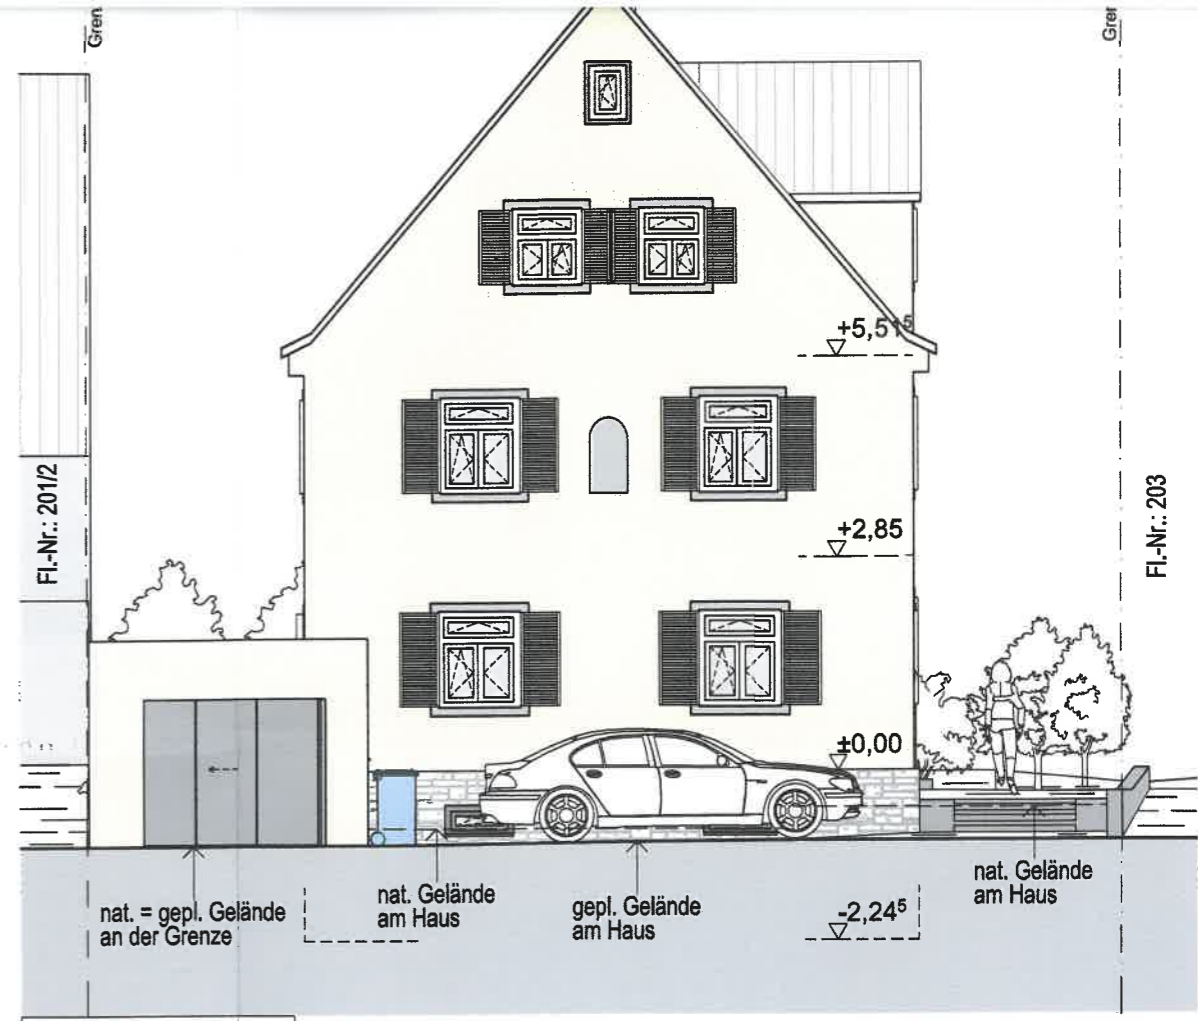 Gren
Grer
+5,51⁵
Fl.-Nr.: 201/2
+2,85
Fl.-Nr.: 203
±0,00
nat. = gepl. Gelände
an der Grenze
nat. Gelände
am Haus
gepl. Gelände
am Haus
-2,24⁵
nat. Gelände
am Haus